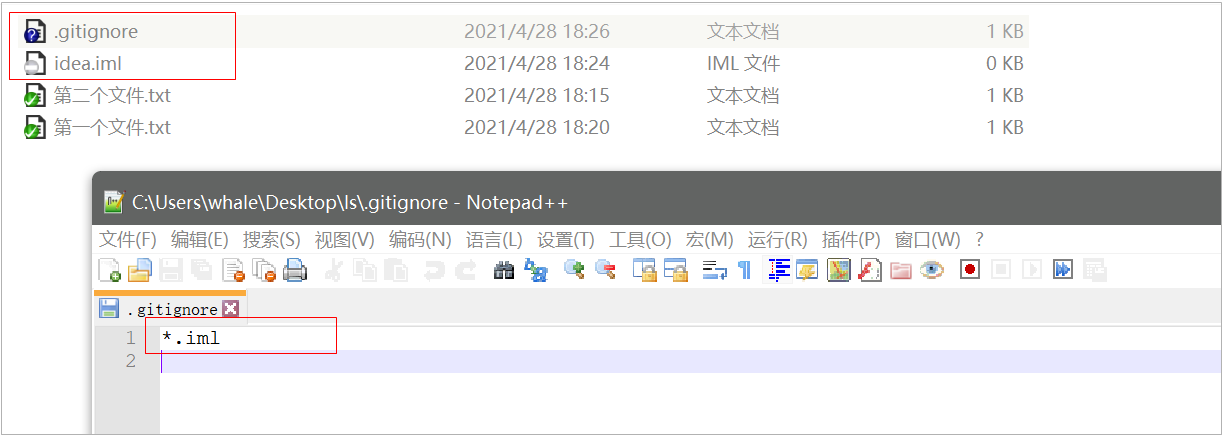 .gitignore 2021/4/28 18:26 文本文档 1 KB
idea.iml 2021/4/28 18:24 IML 文件 0 KB
第二个文件.txt 2021/4/28 18:15 文本文档 1 KB
第一个文件.txt 2021/4/28 18:20 文本文档 1 KB
C:\Users\whale\Desktop\ls\.gitignore - Notepad++
文件(F) 编辑(E) 搜索(S) 视图(V) 编码(N) 语言(L) 设置(T) 工具(O) 宏(M) 运行(R) 插件(P) 窗口(W) ?
.gitignore
1 *.iml
2